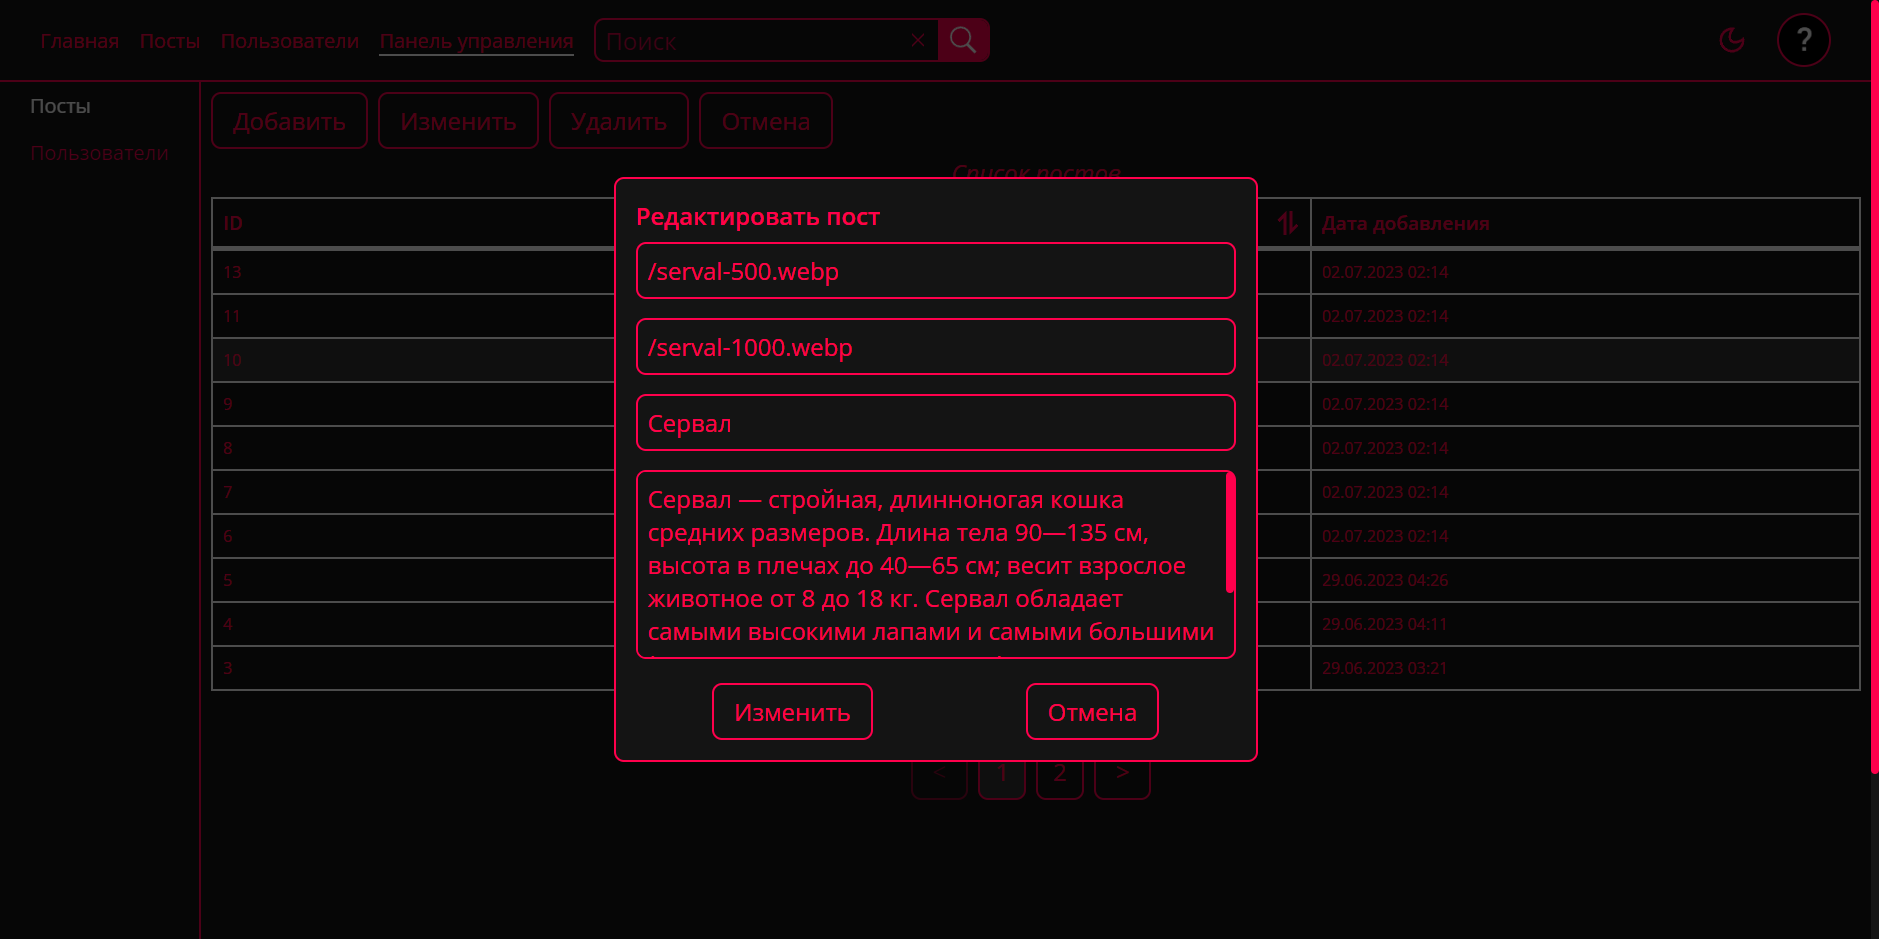 Главная Посты Пользователи Панель управления Поиск ?
Посты
Пользователи
Добавить Изменить Удалить Отмена
Список постов
ID Дата добавления
13 02.07.2023 02:14
11 02.07.2023 02:14
10 02.07.2023 02:14
9 02.07.2023 02:14
8 02.07.2023 02:14
7 02.07.2023 02:14
6 02.07.2023 02:14
5 29.06.2023 04:26
4 29.06.2023 04:11
3 29.06.2023 03:21
Редактировать пост
/serval-500.webp
/serval-1000.webp
Сервал
Сервал — стройная, длинноногая кошка
средних размеров. Длина тела 90—135 см,
высота в плечах до 40—65 см; весит взрослое
животное от 8 до 18 кг. Сервал обладает
самыми высокими лапами и самыми большими
Изменить Отмена
< 1 2 >